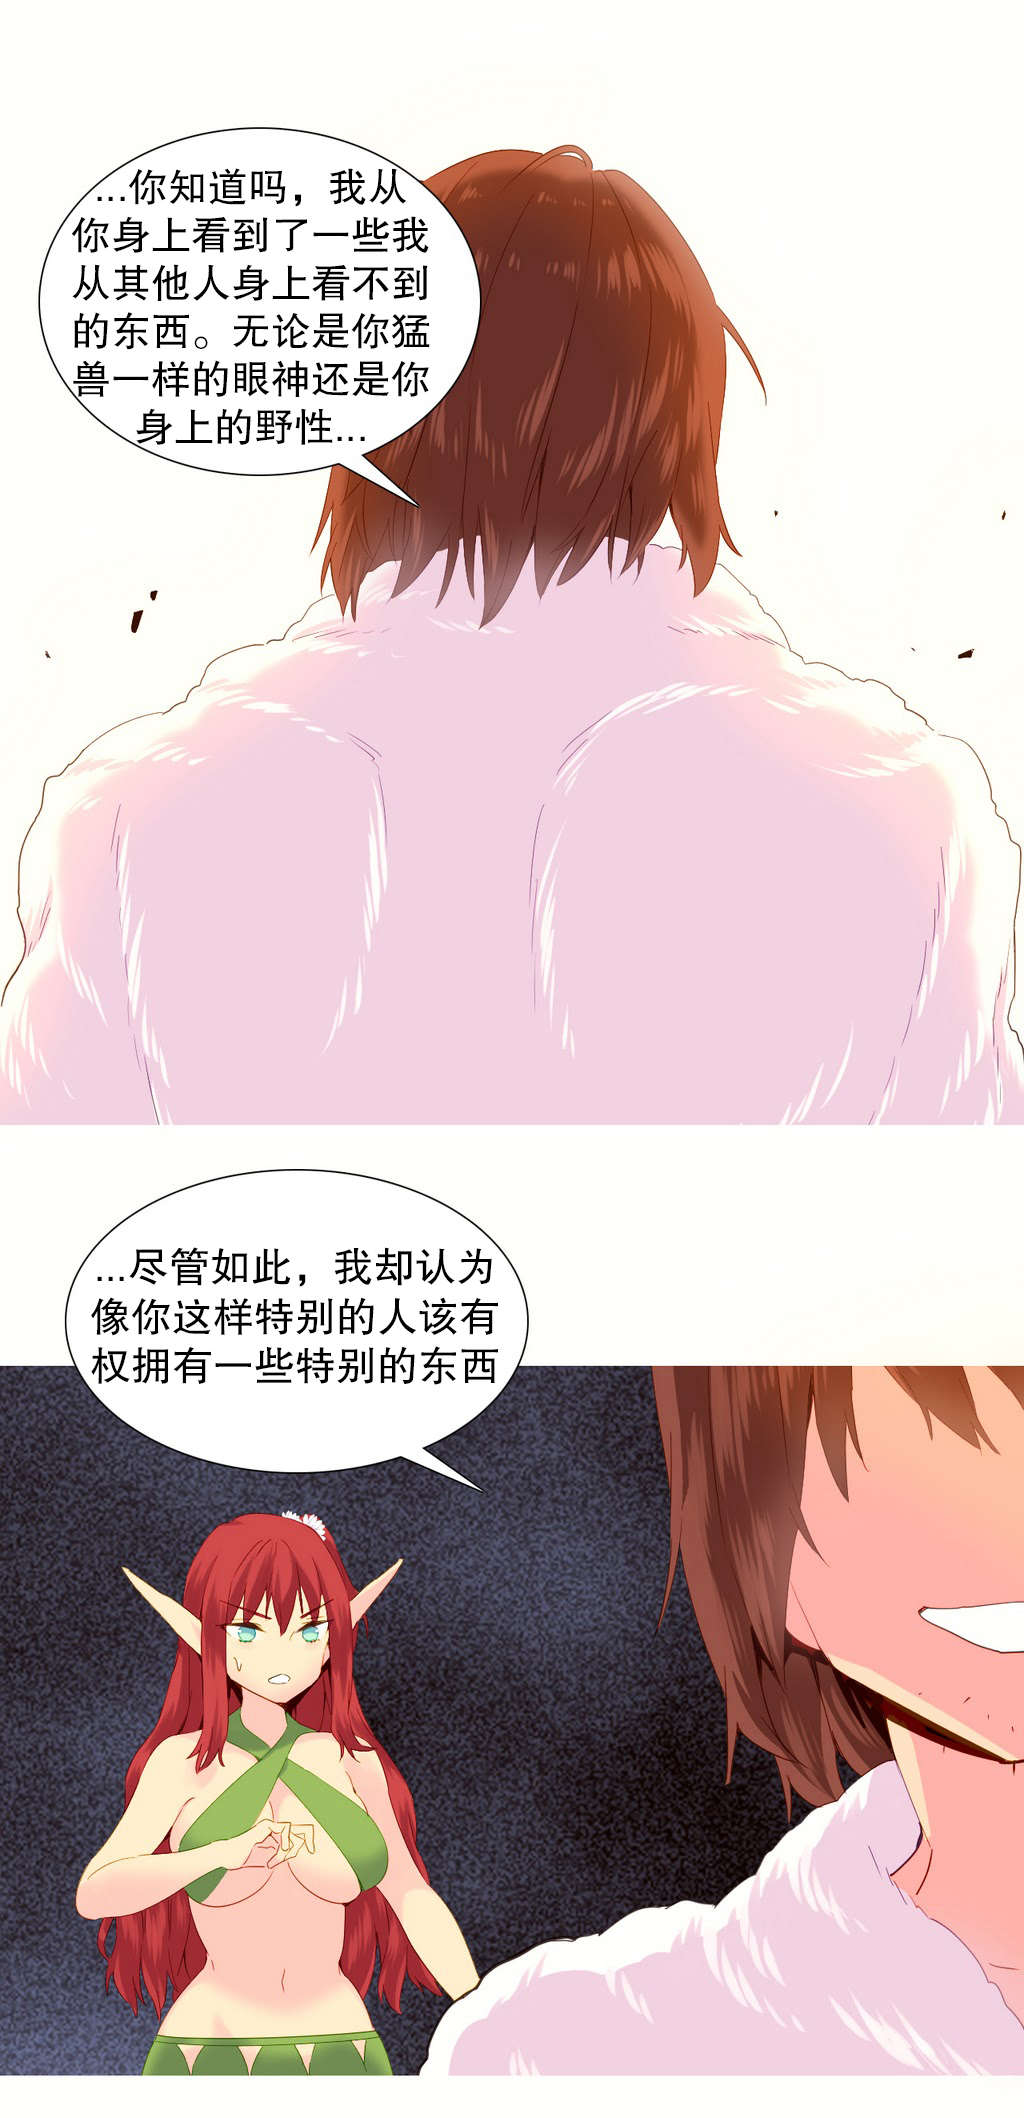 ...你知道吗，我从
你身上看到了一些我
从其他人身上看不到
的东西。无论是你猛
兽一样的眼神还是你
身上的野性...
...尽管如此，我却认为
像你这样特别的人该有
权拥有一些特别的东西